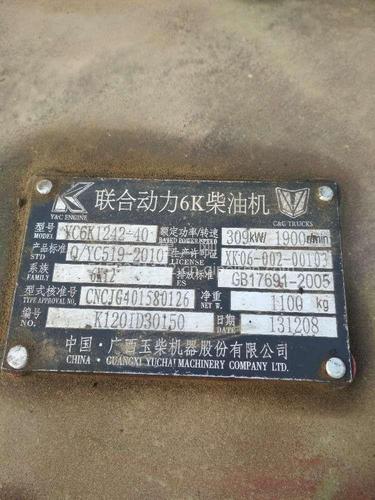 K 联合动力6K柴油机
Y&C ENGINE C&C TRUCKS
型号 MODEL YC6K1242-40 额定功率/转速 RATED POWER/SPEED 309kW/ 1900r/min
产品标准 STD Q/YC519-2010 生产许可证 LICENSE XK06-002-00103
系族 FAMILY 6K12 排放标准 ES GB17691-2005
型式核准号 TYPE APPROVAL NO. CNCJG401580126 净重 WT. 1100 kg
编号 NO. K120ID30150 日期 DATE 131208
中国·广西玉柴机器股份有限公司
CHINA · GUANGXI YUCHAI MACHINERY COMPANY LTD.